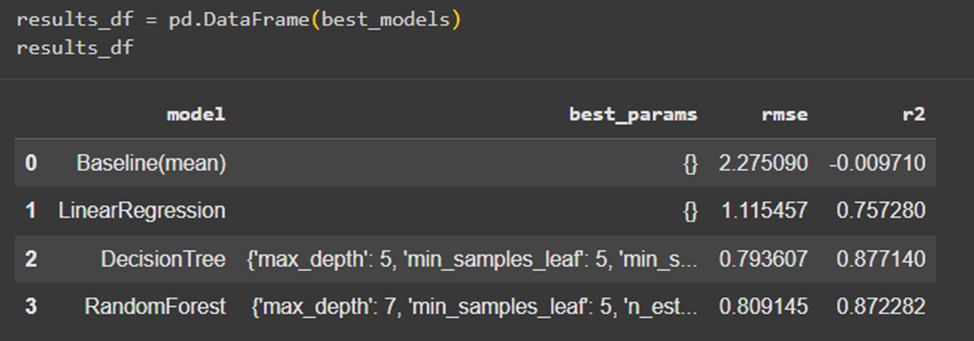 results_df = pd.DataFrame(best_models)
results_df
model best_params rmse r2
0 Baseline(mean) {} 2.275090 -0.009710
1 LinearRegression {} 1.115457 0.757280
2 DecisionTree {'max_depth': 5, 'min_samples_leaf': 5, 'min_s... 0.793607 0.877140
3 RandomForest {'max_depth': 7, 'min_samples_leaf': 5, 'n_est... 0.809145 0.872282